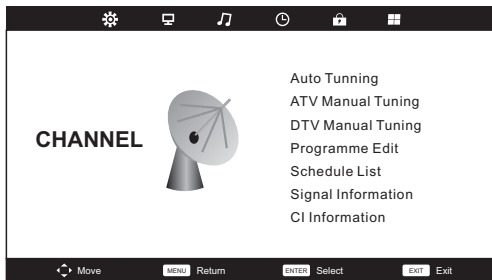 CHANNEL
Auto Tunning
ATV Manual Tuning
DTV Manual Tuning
Programme Edit
Schedule List
Signal Information
CI Information
Move MENU Return ENTER Select EXIT Exit